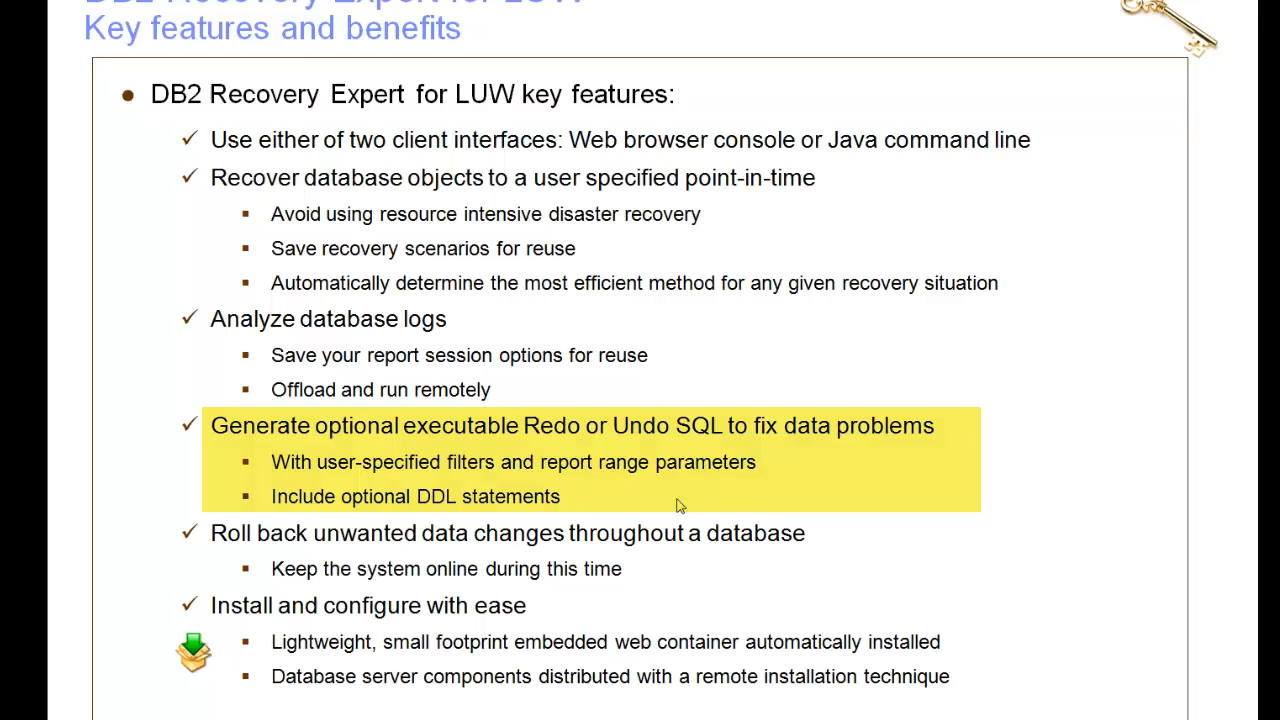 DB2 Recovery Expert for LUW
Key features and benefits
DB2 Recovery Expert for LUW key features:
Use either of two client interfaces: Web browser console or Java command line
Recover database objects to a user specified point-in-time
Avoid using resource intensive disaster recovery
Save recovery scenarios for reuse
Automatically determine the most efficient method for any given recovery situation
Analyze database logs
Save your report session options for reuse
Offload and run remotely
Generate optional executable Redo or Undo SQL to fix data problems
With user-specified filters and report range parameters
Include optional DDL statements
Roll back unwanted data changes throughout a database
Keep the system online during this time
Install and configure with ease
Lightweight, small footprint embedded web container automatically installed
Database server components distributed with a remote installation technique